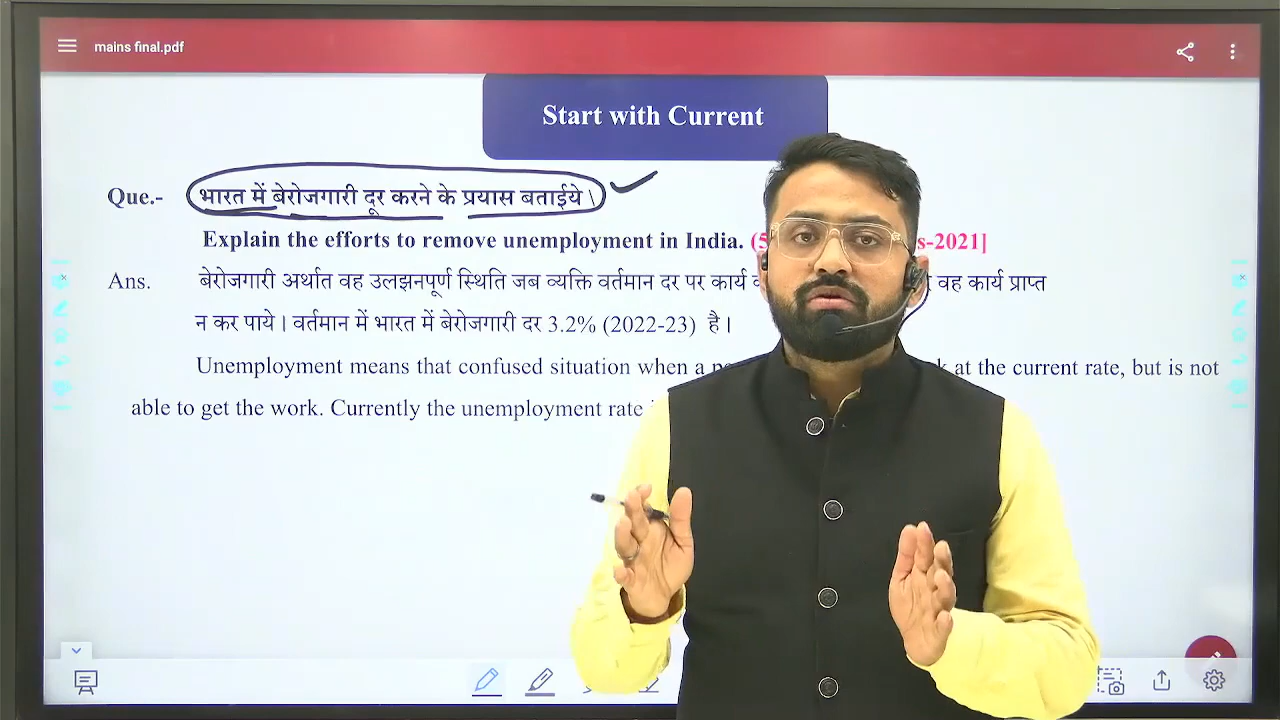 mains final.pdf
Start with Current
Que.- भारत में बेरोजगारी दूर करने के प्रयास बताईये।
Explain the efforts to remove unemployment in India. (5 s-2021]
Ans. बेरोजगारी अर्थात वह उलझनपूर्ण स्थिति जब व्यक्ति वर्तमान दर पर कार्य वह कार्य प्राप्त
न कर पाये। वर्तमान में भारत में बेरोजगारी दर 3.2% (2022-23) है।
Unemployment means that confused situation when a at the current rate, but is not
able to get the work. Currently the unemployment rate